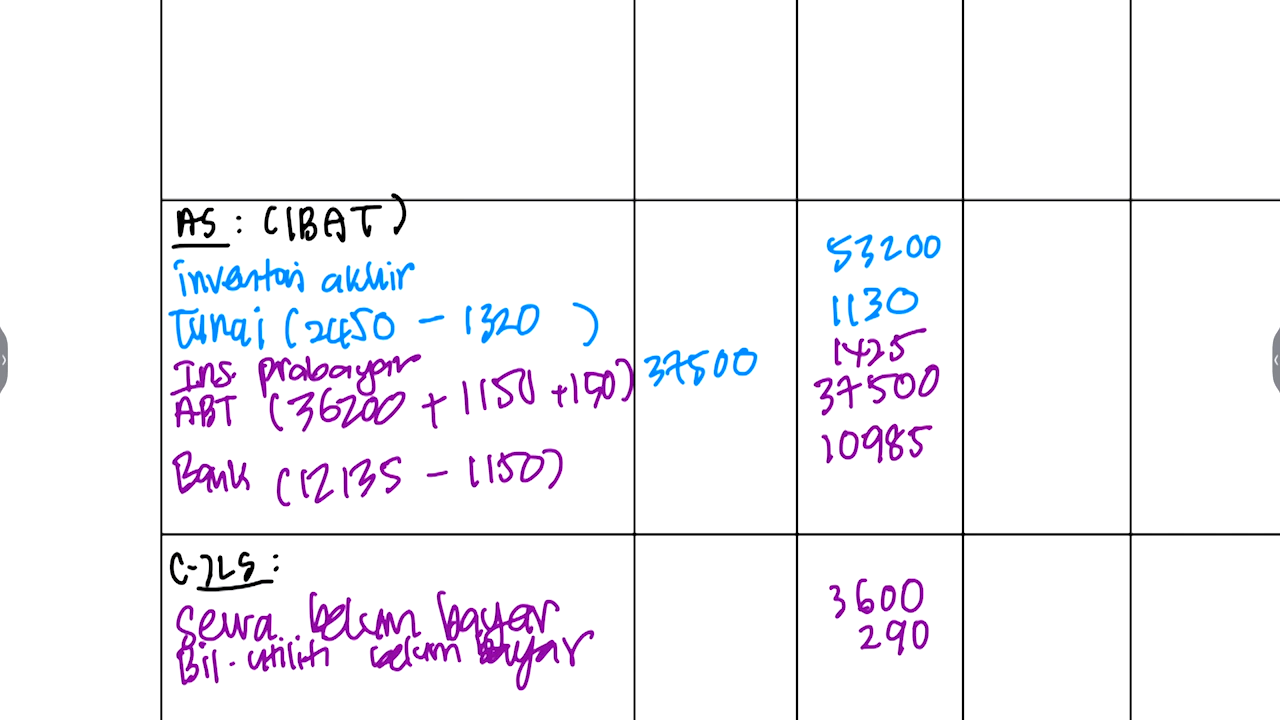 AS : (IBAT)
inventori akhir 53200
Tunai (2450 - 1320 ) 1130
Ins. prabayar 1425
ABT (36200 + 1150 + 150) 37500 37500
Bank (12135 - 1150) 10985
(-)LS :
Sewa belum bayar 3600
Bil. utiliti belum bayar 290